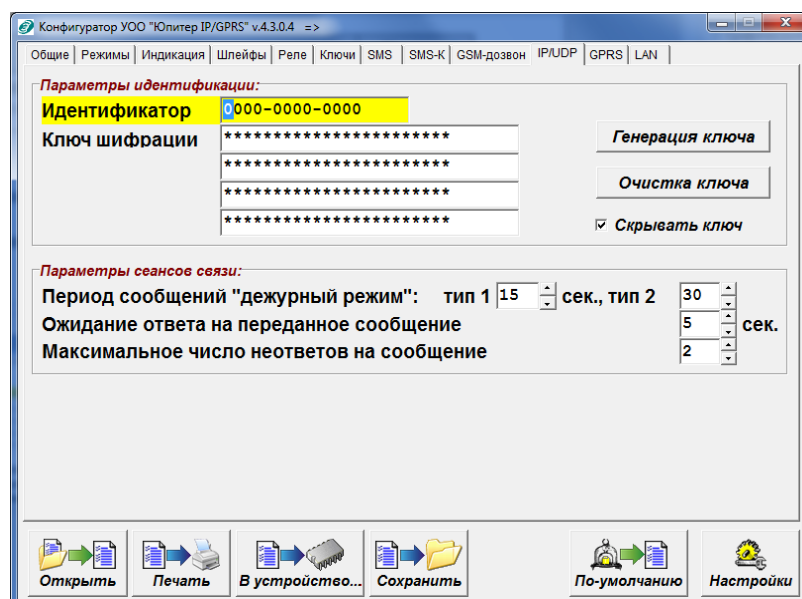 Конфигуратор УОО "Юпитер IP/GPRS" v.4.3.0.4 =>
Общие Режимы Индикация Шлейфы Реле Ключи SMS SMS-K GSM-дозвон IP/UDP GPRS LAN
Параметры идентификации:
Идентификатор 0000-0000-0000
Ключ шифрации ***********************
***********************
***********************
***********************
Генерация ключа
Очистка ключа
Скрывать ключ
Параметры сеансов связи:
Период сообщений "дежурный режим": тип 1 15 сек., тип 2 30
Ожидание ответа на переданное сообщение 5 сек.
Максимальное число неответов на сообщение 2
Открыть Печать В устройство... Сохранить По-умолчанию Настройки